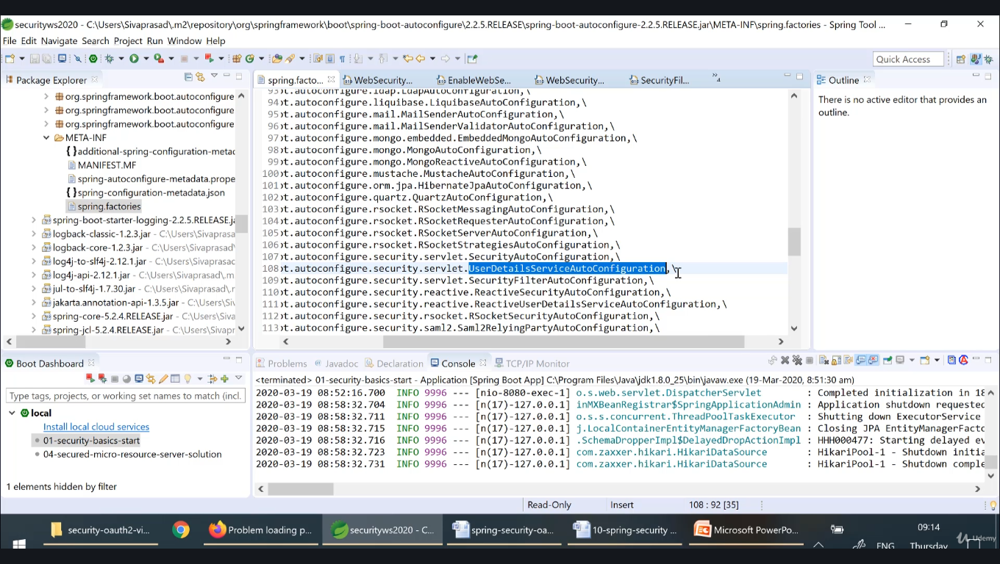 securityws2020 - C:\Users\Sivaprasad\.m2\repository\org\springframework\boot\spring-boot-autoconfigure\2.2.5.RELEASE\spring-boot-autoconfigure-2.2.5.RELEASE.jar\META-INF\spring.factories - Spring Tool ...
File Edit Navigate Search Project Run Window Help
Quick Access
Package Explorer
org.springframework.boot.autoconfigure
org.springframework.boot.autoconfigure
org.springframework.boot.autoconfigure
META-INF
additional-spring-configuration-metac
MANIFEST.MF
spring-autoconfigure-metadata.prope
spring-configuration-metadata.json
spring.factories
spring-boot-starter-logging-2.2.5.RELEASE.ja
logback-classic-1.2.3.jar - C:\Users\Sivaprasad\
logback-core-1.2.3.jar - C:\Users\Sivaprasad\
log4j-to-slf4j-2.12.1.jar - C:\Users\Sivaprasad\
log4j-api-2.12.1.jar - C:\Users\Sivaprasad\.m
jul-to-slf4j-1.7.30.jar - C:\Users\Sivaprasad\.m
jakarta.annotation-api-1.3.5.jar - C:\Users\Siva
spring-core-5.2.4.RELEASE.jar - C:\Users\Sivap
spring-jcl-5.2.4.RELEASE.jar - C:\Users\Sivapr
spring.facto... WebSecurity... EnableWebSe... WebSecurity... SecurityFil...
93 ot.autoconfigure.ldap.LdapAutoConfiguration,\
94 ot.autoconfigure.liquibase.LiquibaseAutoConfiguration,\
95 ot.autoconfigure.mail.MailSenderAutoConfiguration,\
96 ot.autoconfigure.mail.MailSenderValidatorAutoConfiguration,\
97 ot.autoconfigure.mongo.embedded.EmbeddedMongoAutoConfiguration,\
98 ot.autoconfigure.mongo.MongoAutoConfiguration,\
99 ot.autoconfigure.mongo.MongoReactiveAutoConfiguration,\
100 ot.autoconfigure.mustache.MustacheAutoConfiguration,\
101 ot.autoconfigure.orm.jpa.HibernateJpaAutoConfiguration,\
102 ot.autoconfigure.quartz.QuartzAutoConfiguration,\
103 ot.autoconfigure.rsocket.RSocketMessagingAutoConfiguration,\
104 ot.autoconfigure.rsocket.RSocketRequesterAutoConfiguration,\
105 ot.autoconfigure.rsocket.RSocketServerAutoConfiguration,\
106 ot.autoconfigure.rsocket.RSocketStrategiesAutoConfiguration,\
107 ot.autoconfigure.security.servlet.SecurityAutoConfiguration,\
108 ot.autoconfigure.security.servlet.UserDetailsServiceAutoConfiguration,\
109 ot.autoconfigure.security.servlet.SecurityFilterAutoConfiguration,\
110 ot.autoconfigure.security.reactive.ReactiveSecurityAutoConfiguration,\
111 ot.autoconfigure.security.reactive.ReactiveUserDetailsServiceAutoConfiguration,\
112 ot.autoconfigure.security.rsocket.RSocketSecurityAutoConfiguration,\
113 ot.autoconfigure.security.saml2.Saml2RelyingPartyAutoConfiguration,\
Outline
There is no active editor that provides an
outline.
Boot Dashboard
Type tags, projects, or working set names to match (incl.
local
Install local cloud services
01-security-basics-start
04-secured-micro-resource-server-solution
1 elements hidden by filter
Problems Javadoc Declaration Console TCP/IP Monitor
<terminated> 01-security-basics-start - Application [Spring Boot App] C:\Program Files\Java\jdk1.8.0_25\bin\javaw.exe (19-Mar-2020, 8:51:30 am)
2020-03-19 08:52:16.700 INFO 9996 --- [nio-8080-exec-1] o.s.web.servlet.DispatcherServlet : Completed initialization in 18
2020-03-19 08:58:32.704 INFO 9996 --- [n(17)-127.0.0.1] inMXBeanRegistrar$SpringApplicationAdmin : Application shutdown requested
2020-03-19 08:58:32.711 INFO 9996 --- [n(17)-127.0.0.1] o.s.s.concurrent.ThreadPoolTaskExecutor : Shutting down ExecutorService
2020-03-19 08:58:32.715 INFO 9996 --- [n(17)-127.0.0.1] j.LocalContainerEntityManagerFactoryBean : Closing JPA EntityManagerFacto
2020-03-19 08:58:32.716 INFO 9996 --- [n(17)-127.0.0.1] .SchemaDropperImpl$DelayedDropActionImpl : HHH000477: Starting delayed ev
2020-03-19 08:58:32.723 INFO 9996 --- [n(17)-127.0.0.1] com.zaxxer.hikari.HikariDataSource : HikariPool-1 - Shutdown initia
2020-03-19 08:58:32.731 INFO 9996 --- [n(17)-127.0.0.1] com.zaxxer.hikari.HikariDataSource : HikariPool-1 - Shutdown comple
Read-Only Insert 108 : 92 [35]
security-oauth2-vi... Problem loading p... securityws2020 - C... spring-security-oa... 10-spring-security ... Microsoft PowerPo...
09:14
ENG Thursday
Udemy